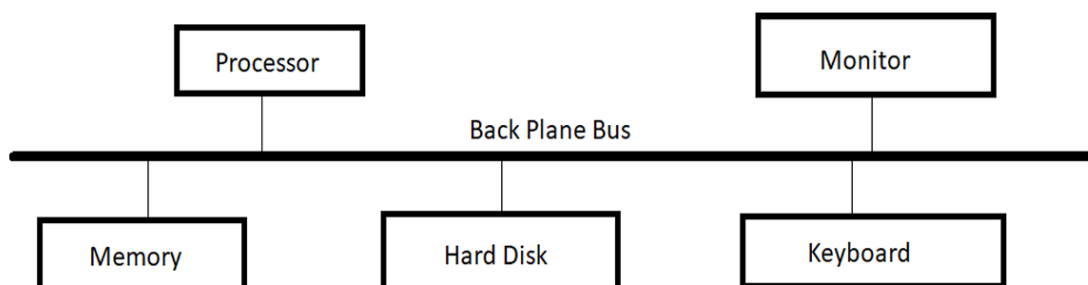 Processor
Monitor
Back Plane Bus
Memory
Hard Disk
Keyboard